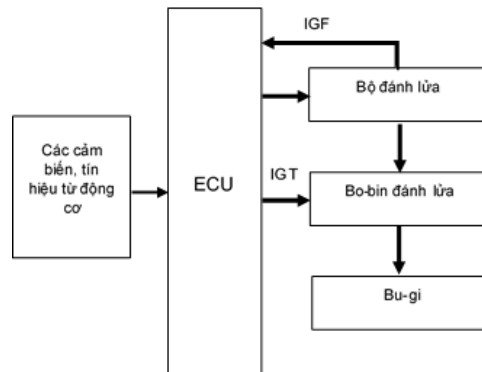 IGF
Bộ đánh lửa
Các cảm
biến, tín
hiệu từ động
cơ
ECU
IGT
Bo-bin đánh lửa
Bu-gi